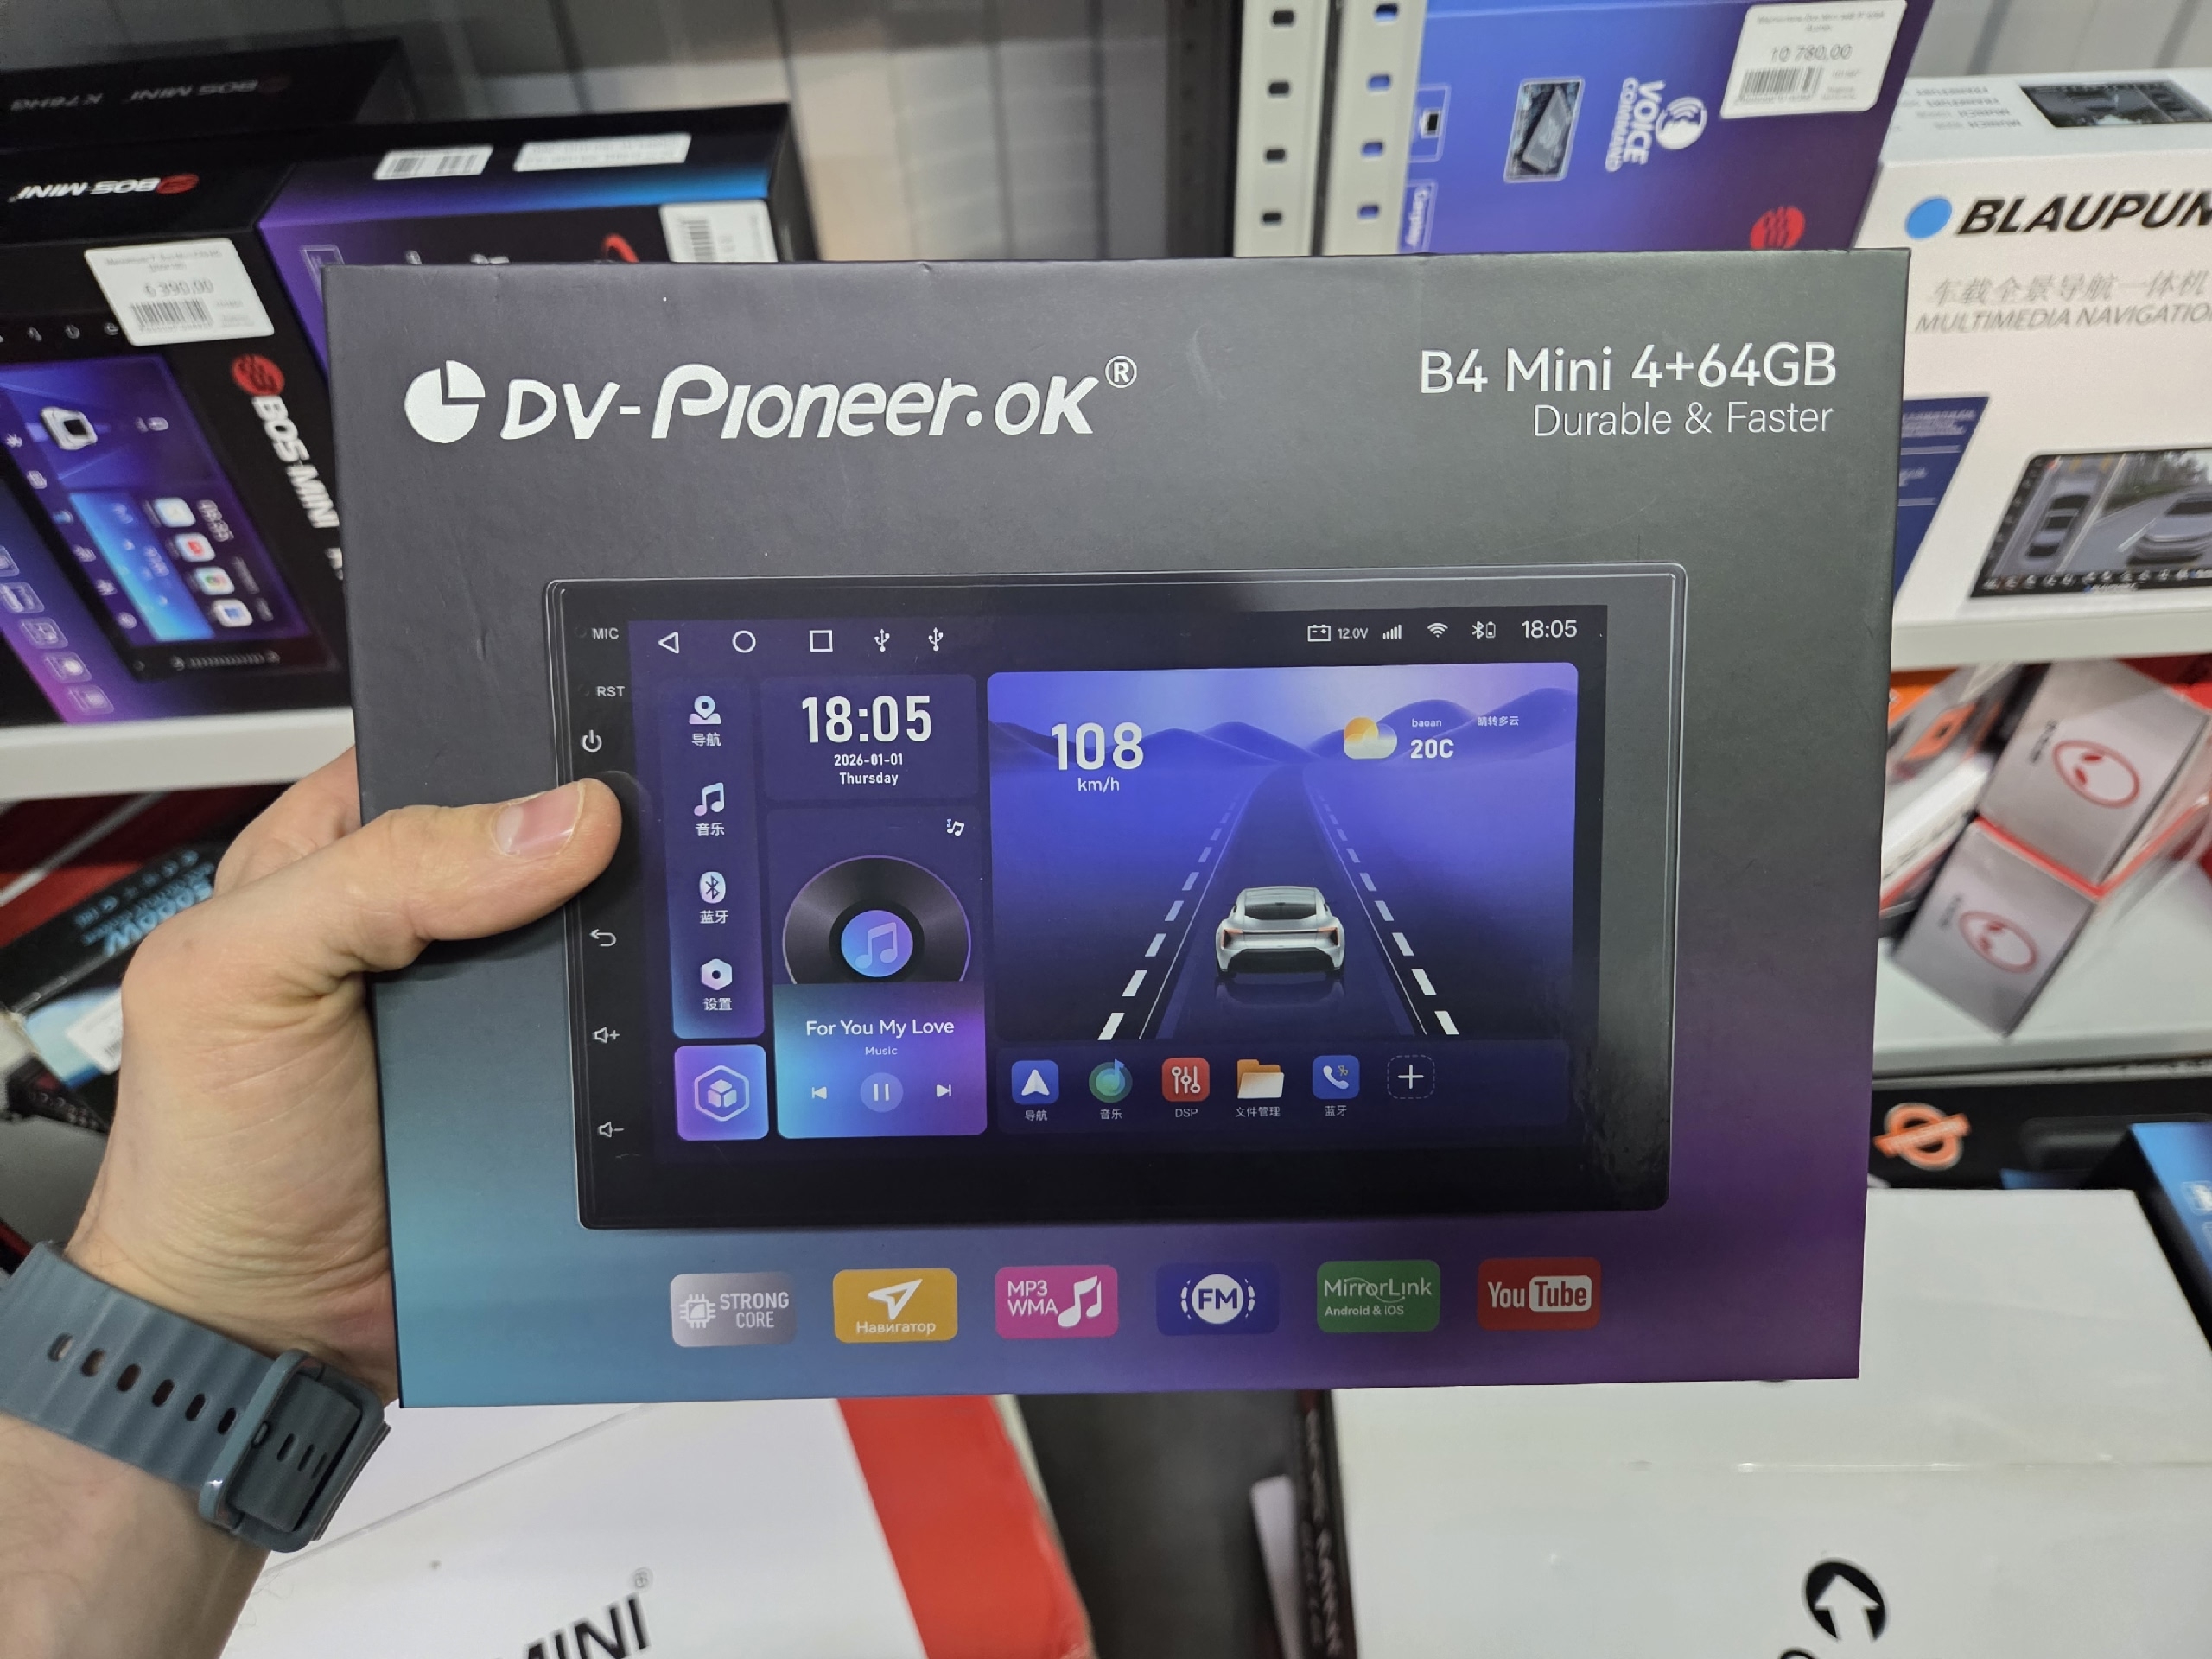 DV-Pioneer.OK®
B4 Mini 4+64GB
Durable & Faster
MIC
RST
12.0V
18:05
导航
音乐
蓝牙
设置
18:05
2026-01-01
Thursday
For You My Love
Music
108
km/h
baoan
晴转多云
20C
导航
音乐
DSP
文件管理
蓝牙
STRONG
CORE
Навигатор
MP3
WMA
FM
MirrorLink
Android & iOS
YouTube
BOS-MINI
K76HG
BOS-MINI®
6 390,00
BOS-MINI
VOICE
COMMAND
Carplay
10 780,00
BLAUPUN
车载全景导航一体机
MULTIMEDIA NAVIGATIO
MINI®